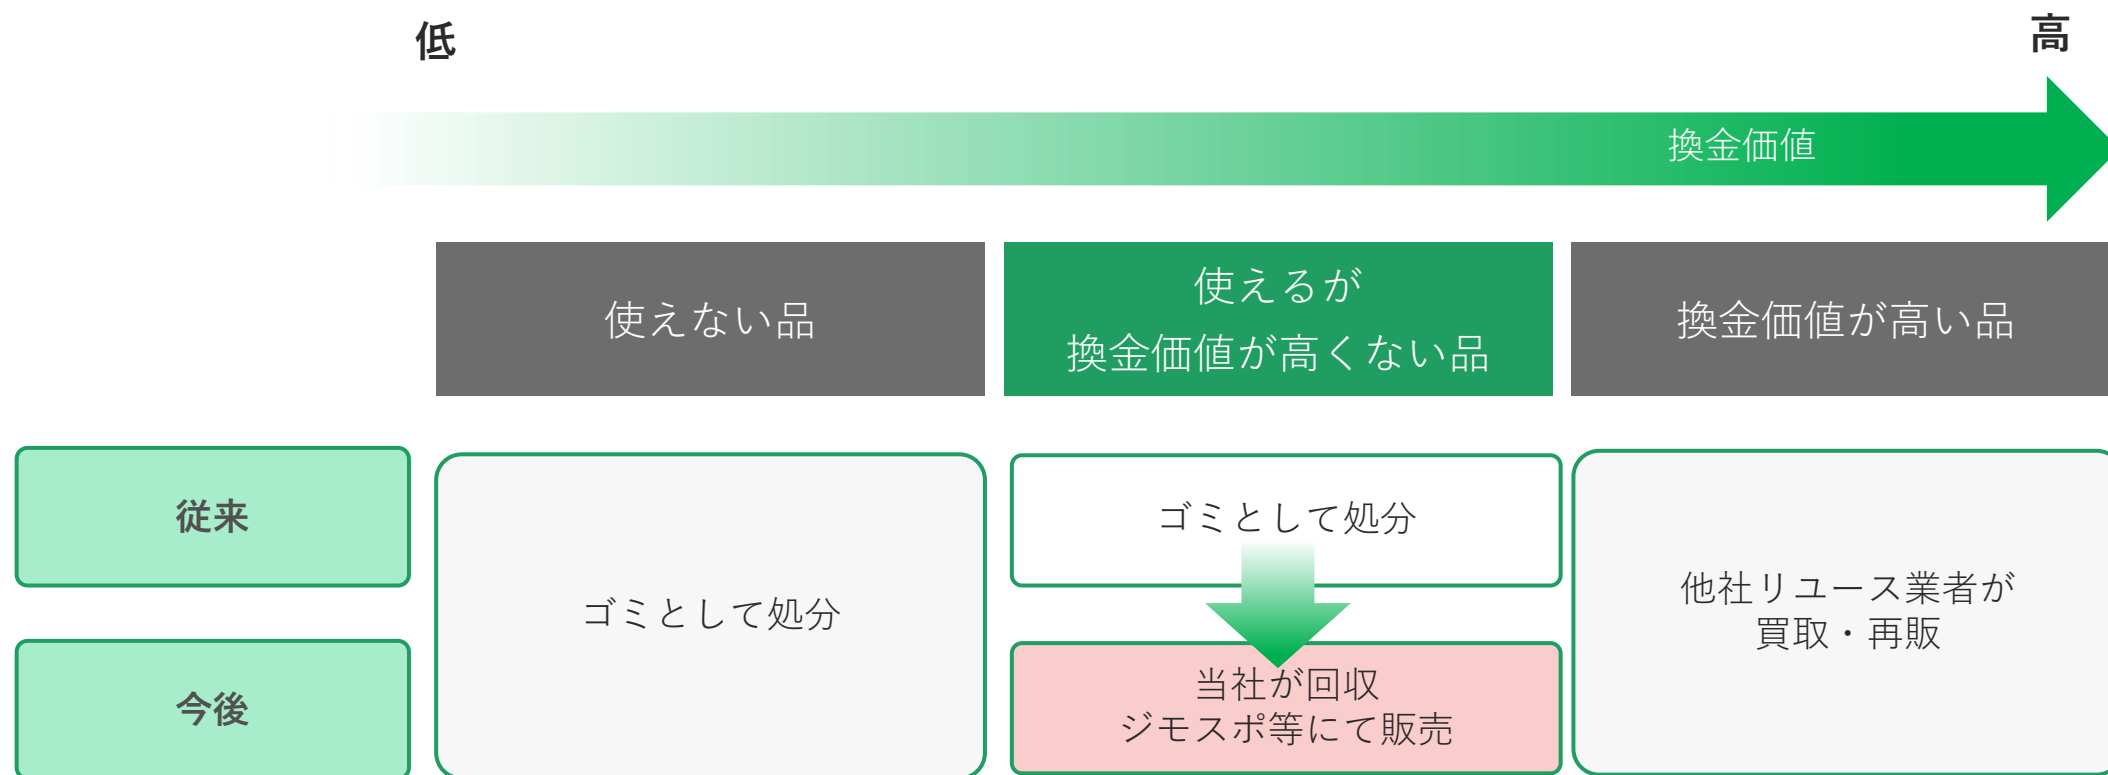 低
高
換金価値
使えない品
使えるが
換金価値が高くない品
換金価値が高い品
従来
ゴミとして処分
ゴミとして処分
他社リユース業者が
買取・再販
今後
当社が回収
ジモスポ等にて販売